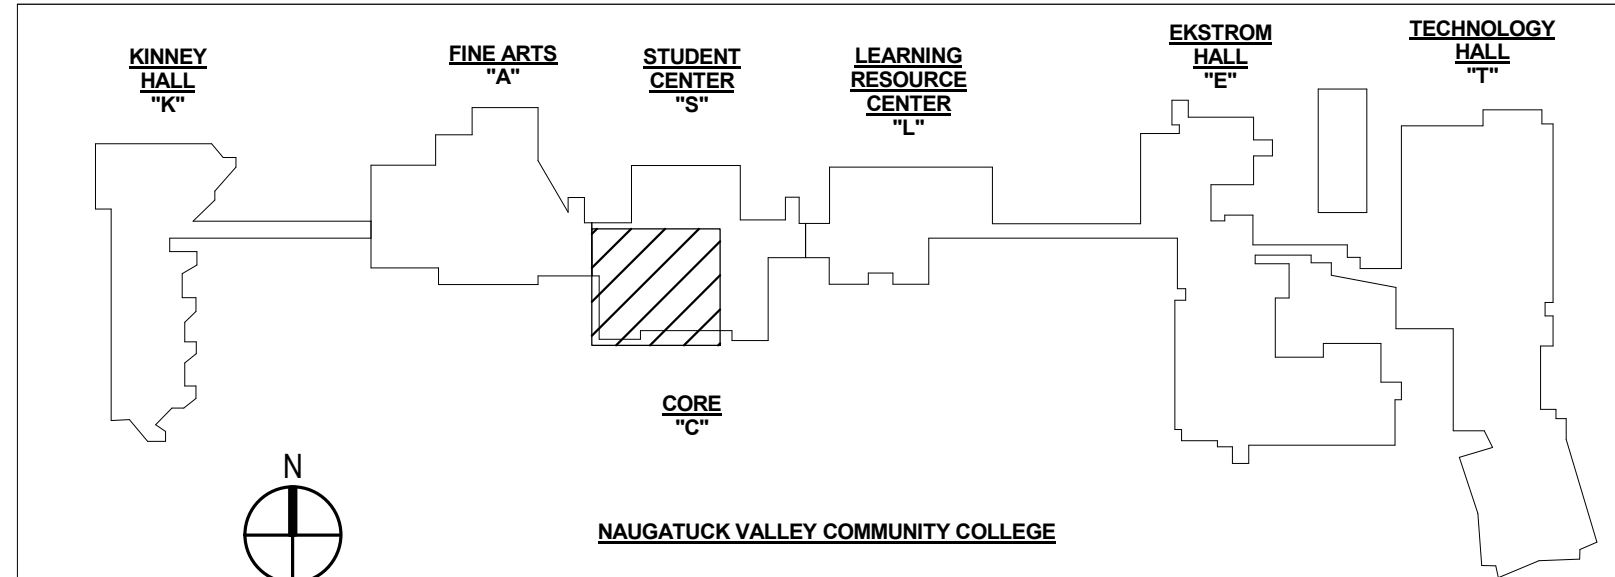 KINNEY
HALL
"K"
FINE ARTS
"A"
STUDENT
CENTER
"S"
LEARNING
RESOURCE
CENTER
"L"
EKSTROM
HALL
"E"
TECHNOLOGY
HALL
"T"
CORE
"C"
N
NAUGATUCK VALLEY COMMUNITY COLLEGE